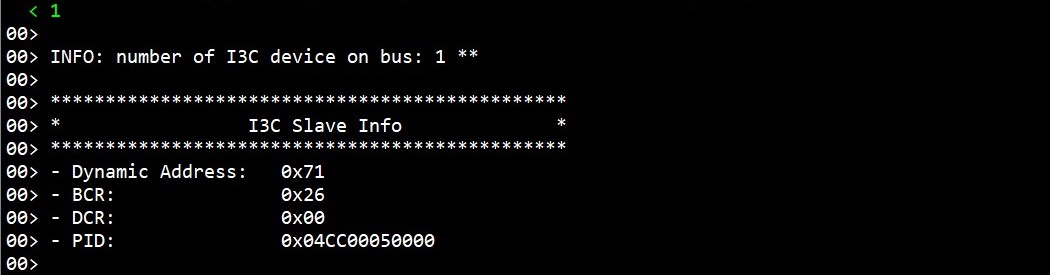 < 1
00>
00> INFO: number of I3C device on bus: 1 **
00>
00> ***********************************************
00> *                 I3C Slave Info              *
00> ***********************************************
00> - Dynamic Address:   0x71
00> - BCR:               0x26
00> - DCR:               0x00
00> - PID:               0x04CC00050000
00>